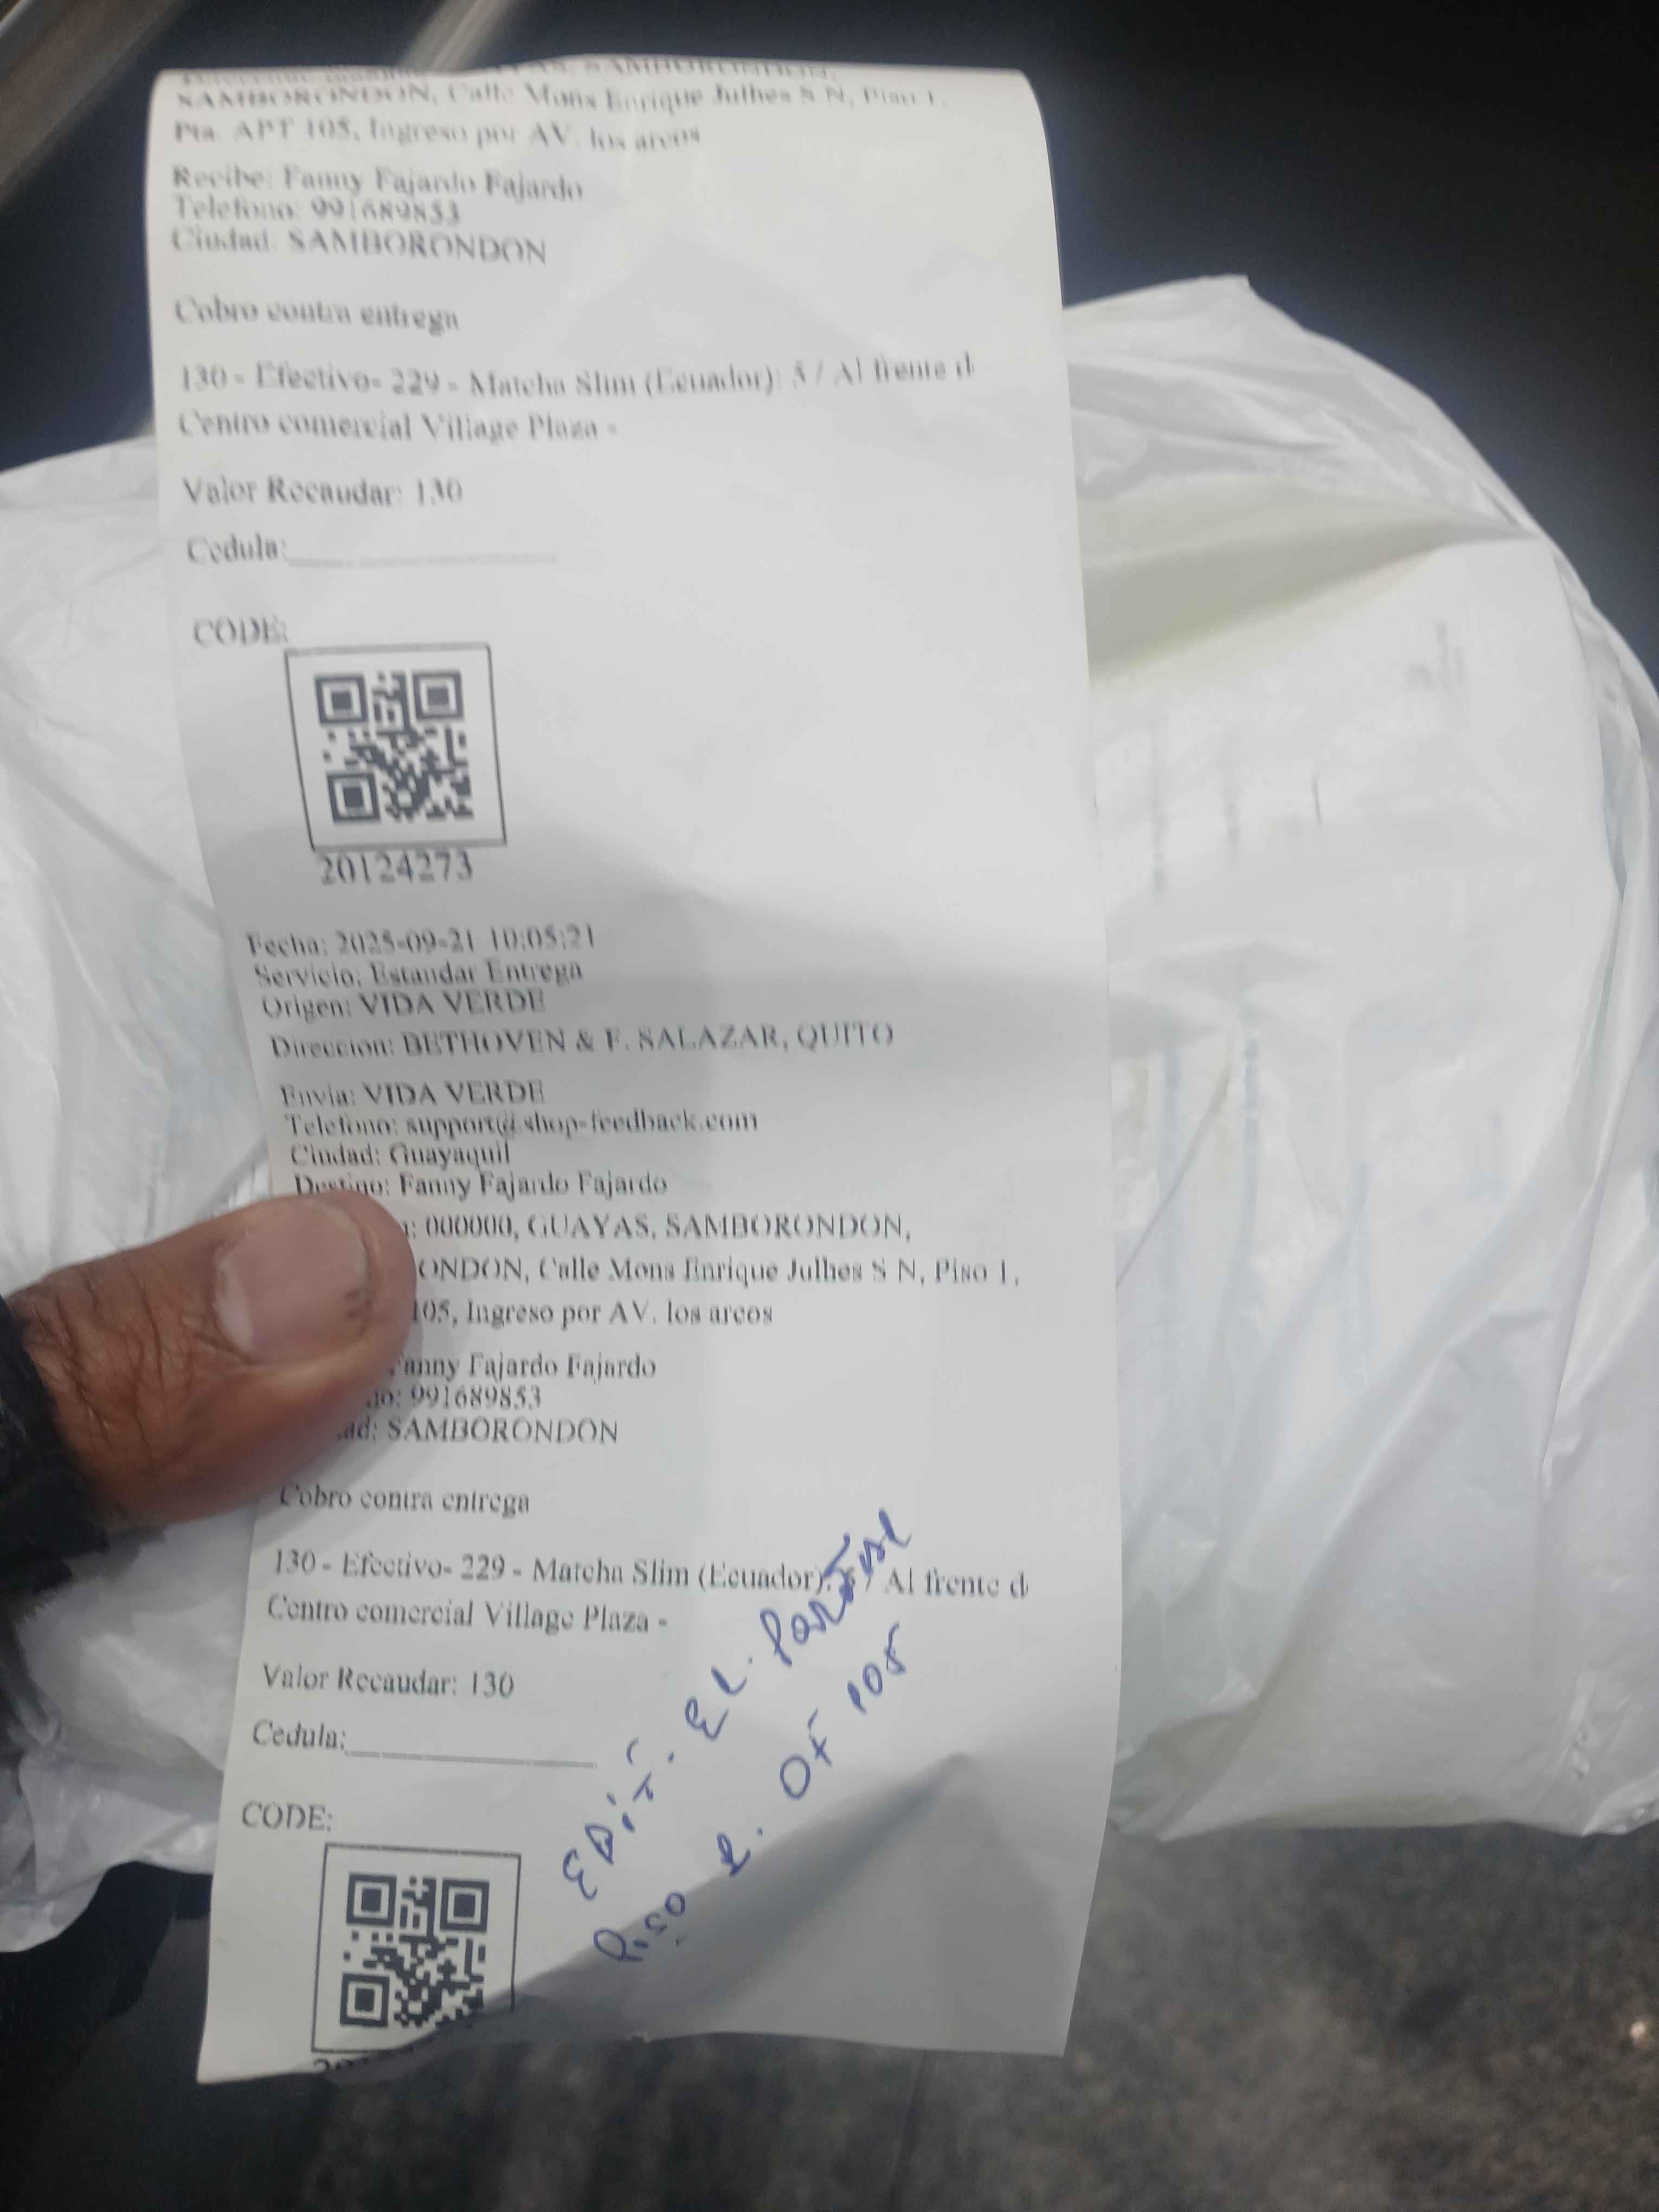 SAMBORONDON,
SAMBORONDON, Calle Mons Enrique Julhes S N, Piso 1,
Pta. APT 105, Ingreso por AV. los arcos
Recibe: Fanny Fajardo Fajardo
Telefono: 991689853
Ciudad: SAMBORONDON
Cobro contra entrega
130 - Efectivo- 229 - Matcha Slim (Ecuador): 5 / Al frente d
Centro comercial Village Plaza -
Valor Recaudar: 130
Cedula:
CODE:
20124273
Fecha: 2025-09-21 10:05:21
Servicio: Estandar Entrega
Origen: VIDA VERDE
Direccion: BETHOVEN & F. SALAZAR, QUITO
Envia: VIDA VERDE
Telefono: support@shop-feedback.com
Ciudad: Guayaquil
Destino: Fanny Fajardo Fajardo
: 000000, GUAYAS, SAMBORONDON,
ONDON, Calle Mons Enrique Julhes S N, Piso 1,
105, Ingreso por AV. los arcos
Fanny Fajardo Fajardo
no: 991689853
ad: SAMBORONDON
Cobro contra entrega
130 - Efectivo- 229 - Matcha Slim (Ecuador): / Al frente d
Centro comercial Village Plaza -
Valor Recaudar: 130
Cedula:
CODE:
EDIF. El.
Piso 1. OF 105